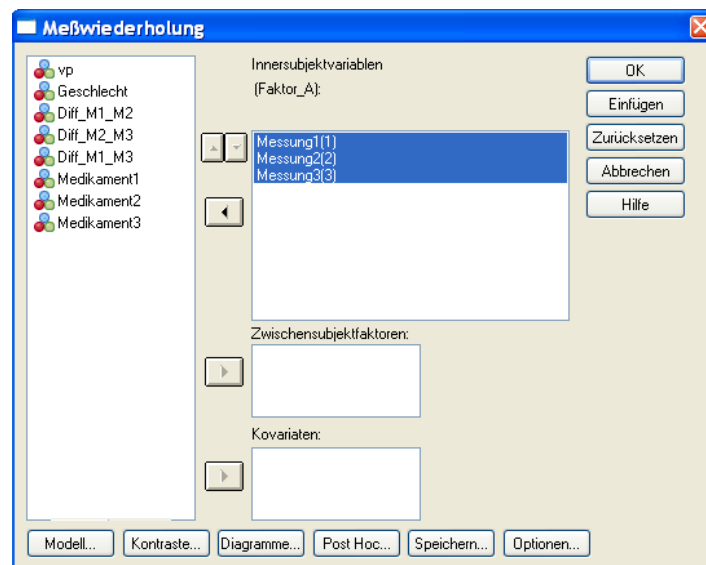 Meßwiederholung
vp
Geschlecht
Diff_M1_M2
Diff_M2_M3
Diff_M1_M3
Medikament1
Medikament2
Medikament3
Innersubjektvariablen
(Faktor_A):
Messung1(1)
Messung2(2)
Messung3(3)
Zwischensubjektfaktoren:
Kovariaten:
OK
Einfügen
Zurücksetzen
Abbrechen
Hilfe
Modell...
Kontraste...
Diagramme...
Post Hoc...
Speichern...
Optionen...